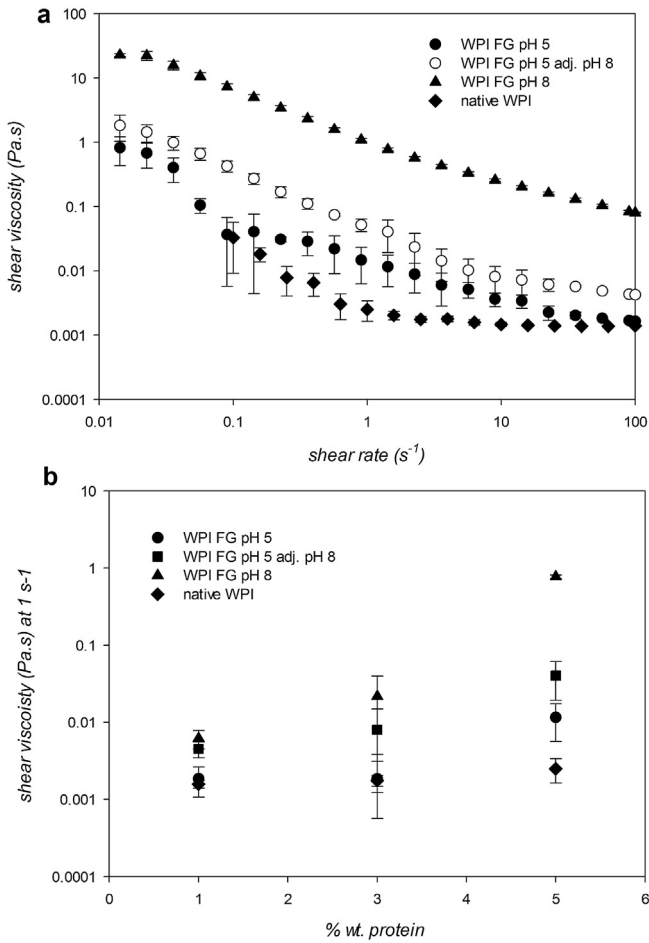 a
100
10
1
0.1
0.01
0.001
0.0001
shear viscosity (Pa.s)
WPI FG pH 5
WPI FG pH 5 adj. pH 8
WPI FG pH 8
native WPI
0.01 0.1 1 10 100
shear rate (s-1)
b
10
1
0.1
0.01
0.001
0.0001
shear viscoisty (Pa.s) at 1 s-1
WPI FG pH 5
WPI FG pH 5 adj. pH 8
WPI FG pH 8
native WPI
0 1 2 3 4 5 6
% wt. protein